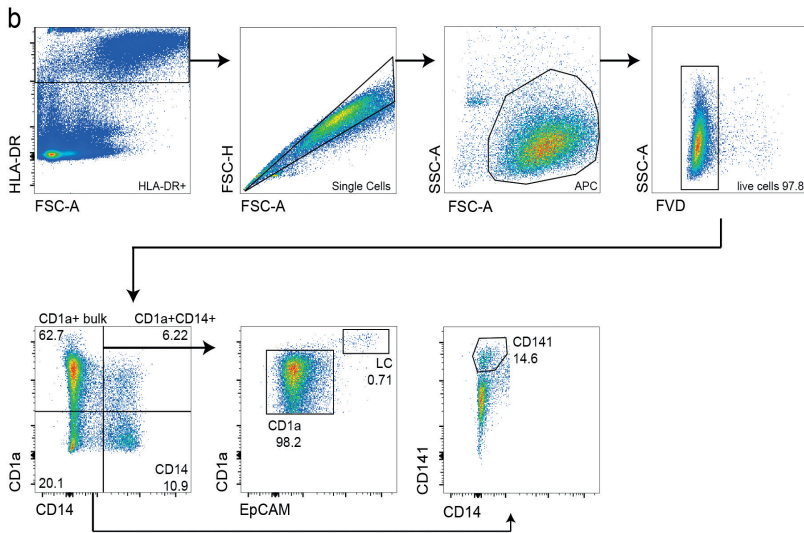 b
HLA-DR
HLA-DR+
FSC-A
FSC-H
Single Cells
FSC-A
SSC-A
APC
FSC-A
SSC-A
live cells 97.8
FVD
CD1a+ bulk
62.7
CD1a+CD14+
6.22
CD1a
20.1
CD14
10.9
CD14
CD1a
LC
0.71
CD1a
98.2
EpCAM
CD141
CD141
14.6
CD14